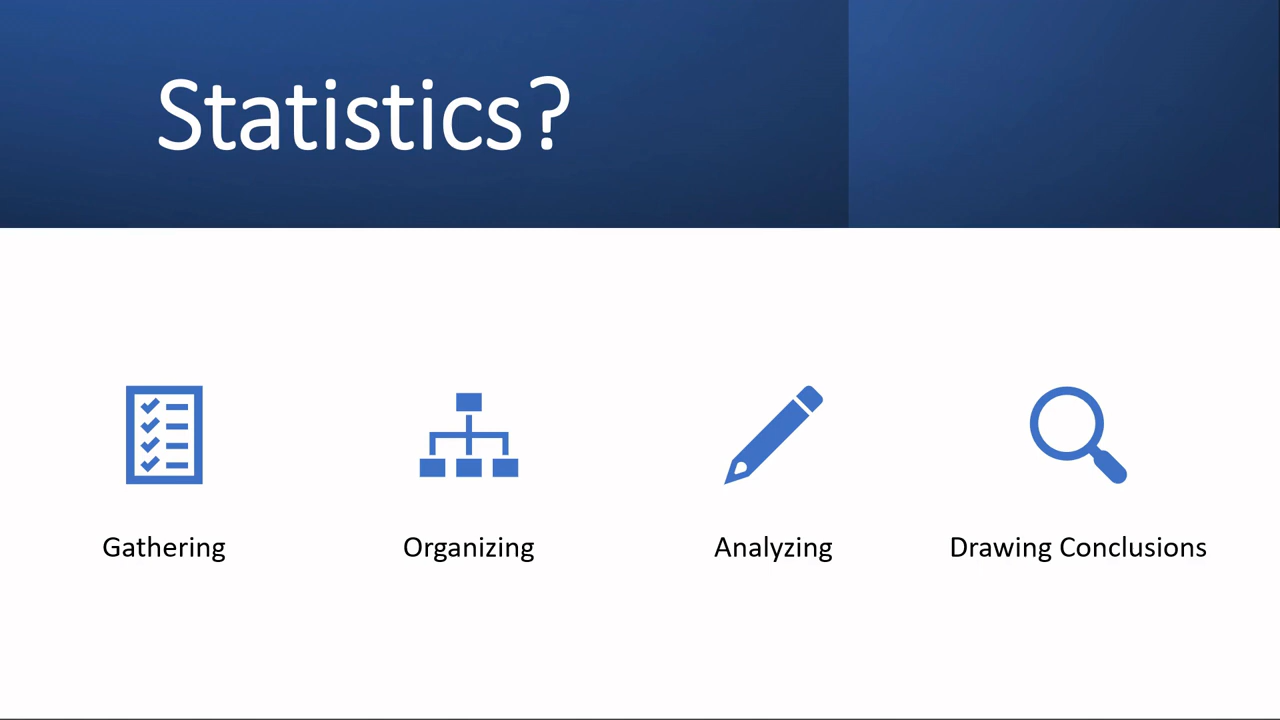 Statistics?
Gathering
Organizing
Analyzing
Drawing Conclusions